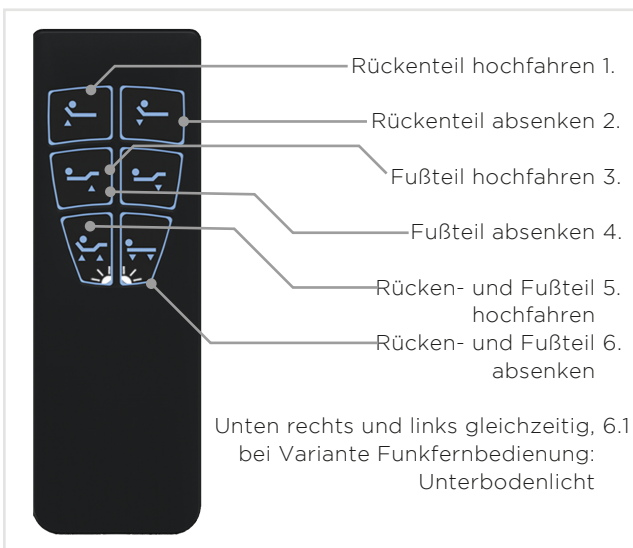 Rückenteil hochfahren 1.
Rückenteil absenken 2.
Fußteil hochfahren 3.
Fußteil absenken 4.
Rücken- und Fußteil 5.
hochfahren
Rücken- und Fußteil 6.
absenken
Unten rechts und links gleichzeitig, 6.1
bei Variante Funkfernbedienung:
Unterbodenlicht